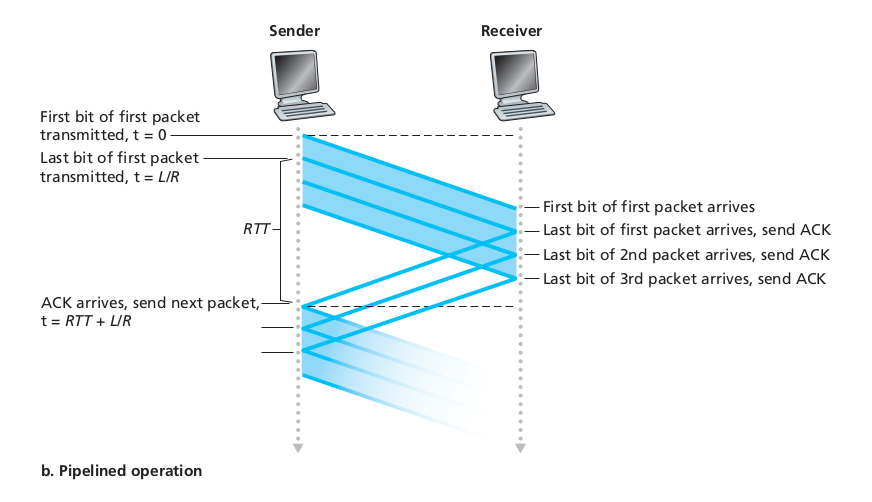 Sender
Receiver
First bit of first packet
transmitted, t = 0
Last bit of first packet
transmitted, t = L/R
RTT
First bit of first packet arrives
Last bit of first packet arrives, send ACK
Last bit of 2nd packet arrives, send ACK
Last bit of 3rd packet arrives, send ACK
ACK arrives, send next packet,
t = RTT + L/R
b. Pipelined operation